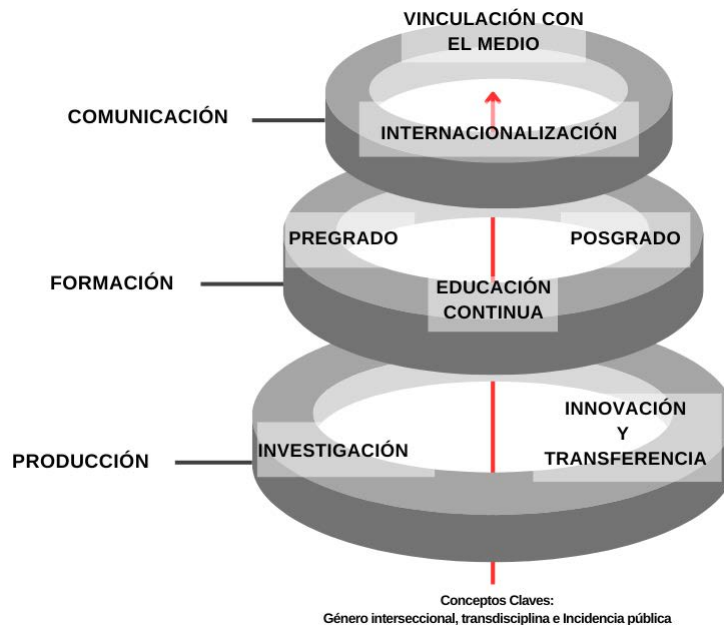 VINCULACIÓN CON
EL MEDIO
COMUNICACIÓN
INTERNACIONALIZACIÓN
PREGRADO
POSGRADO
FORMACIÓN
EDUCACIÓN
CONTINUA
INNOVACIÓN
Y
TRANSFERENCIA
INVESTIGACIÓN
PRODUCCIÓN
Conceptos Claves:
Género interseccional, transdisciplina e Incidencia pública